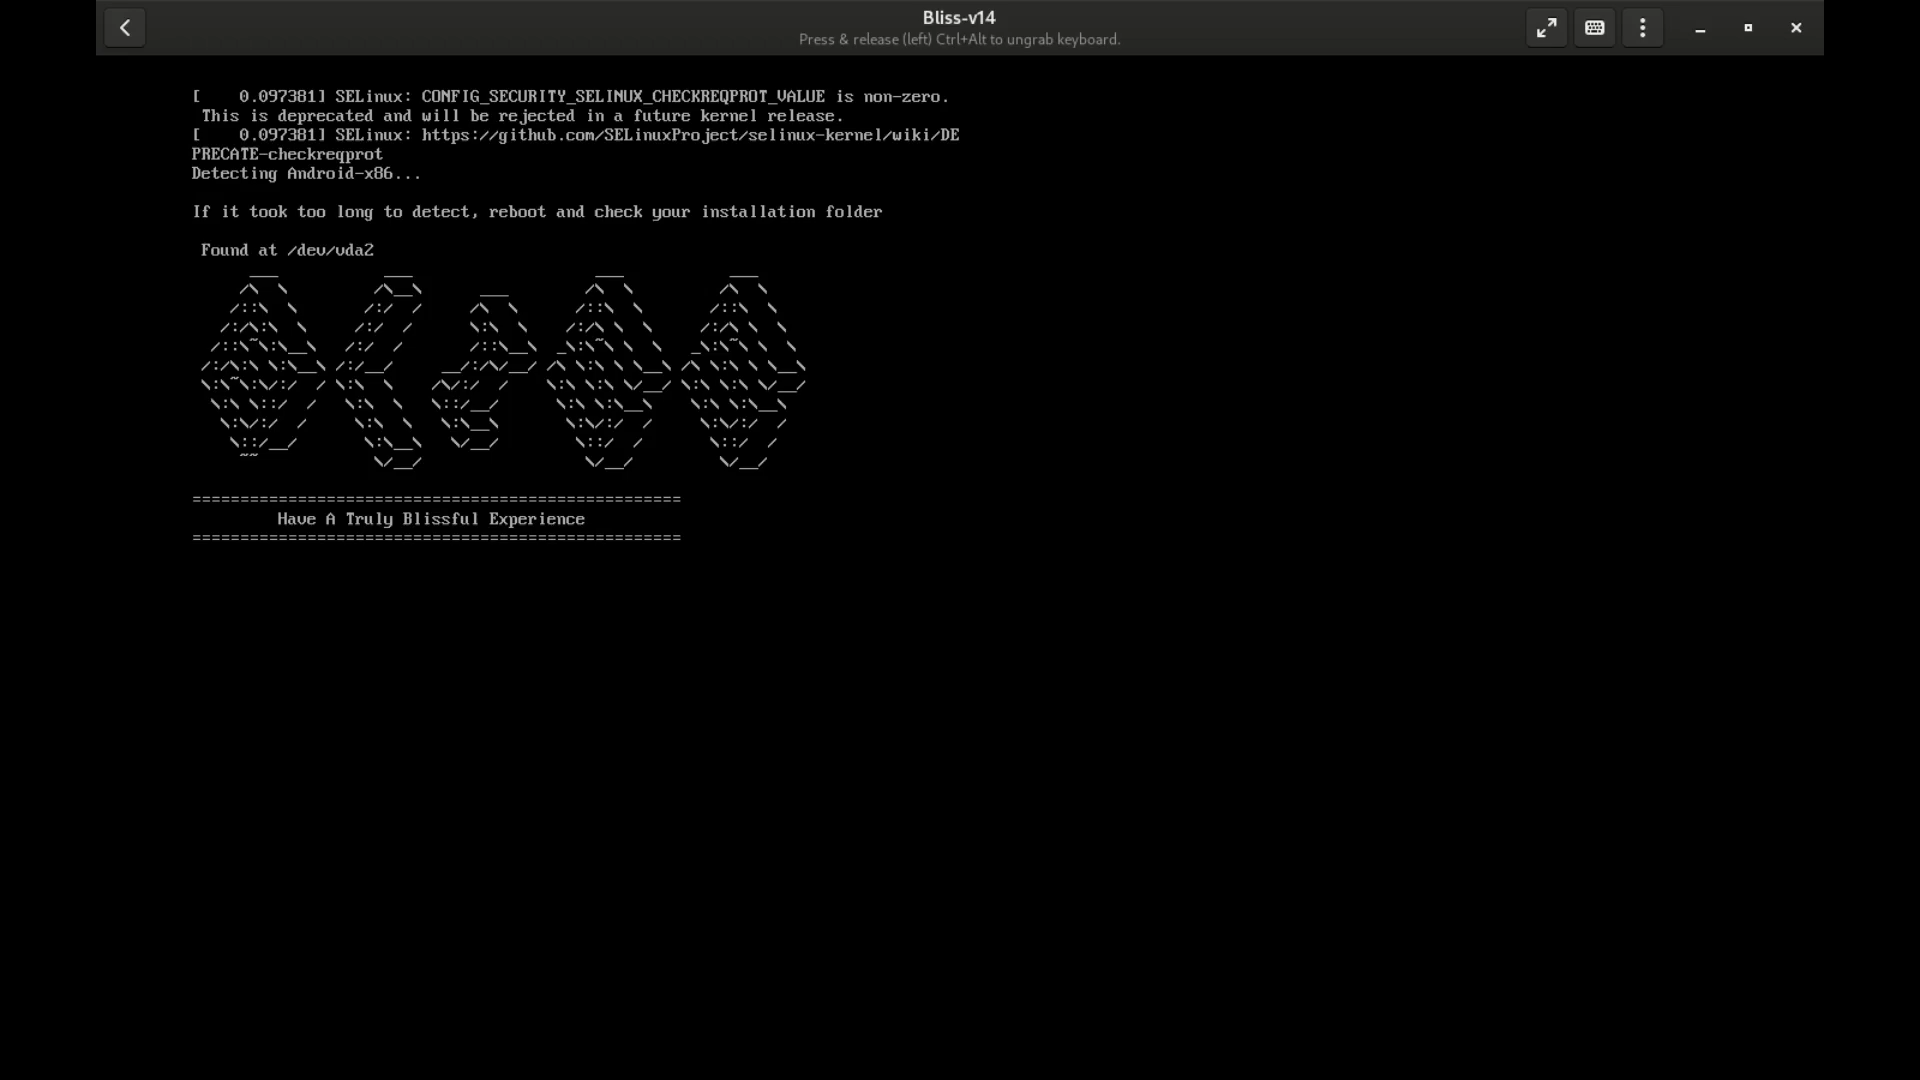 Bliss-v14
Press & release (left) Ctrl+Alt to ungrab keyboard.
[    0.097381] SELinux: CONFIG_SECURITY_SELINUX_CHECKREQPROT_VALUE is non-zero.
 This is deprecated and will be rejected in a future kernel release.
[    0.097381] SELinux: https://github.com/SELinuxProject/selinux-kernel/wiki/DE
PRECATE-checkreqprot
Detecting Android-x86...
If it took too long to detect, reboot and check your installation folder
Found at /dev/vda2
==================================================
Have A Truly Blissful Experience
==================================================